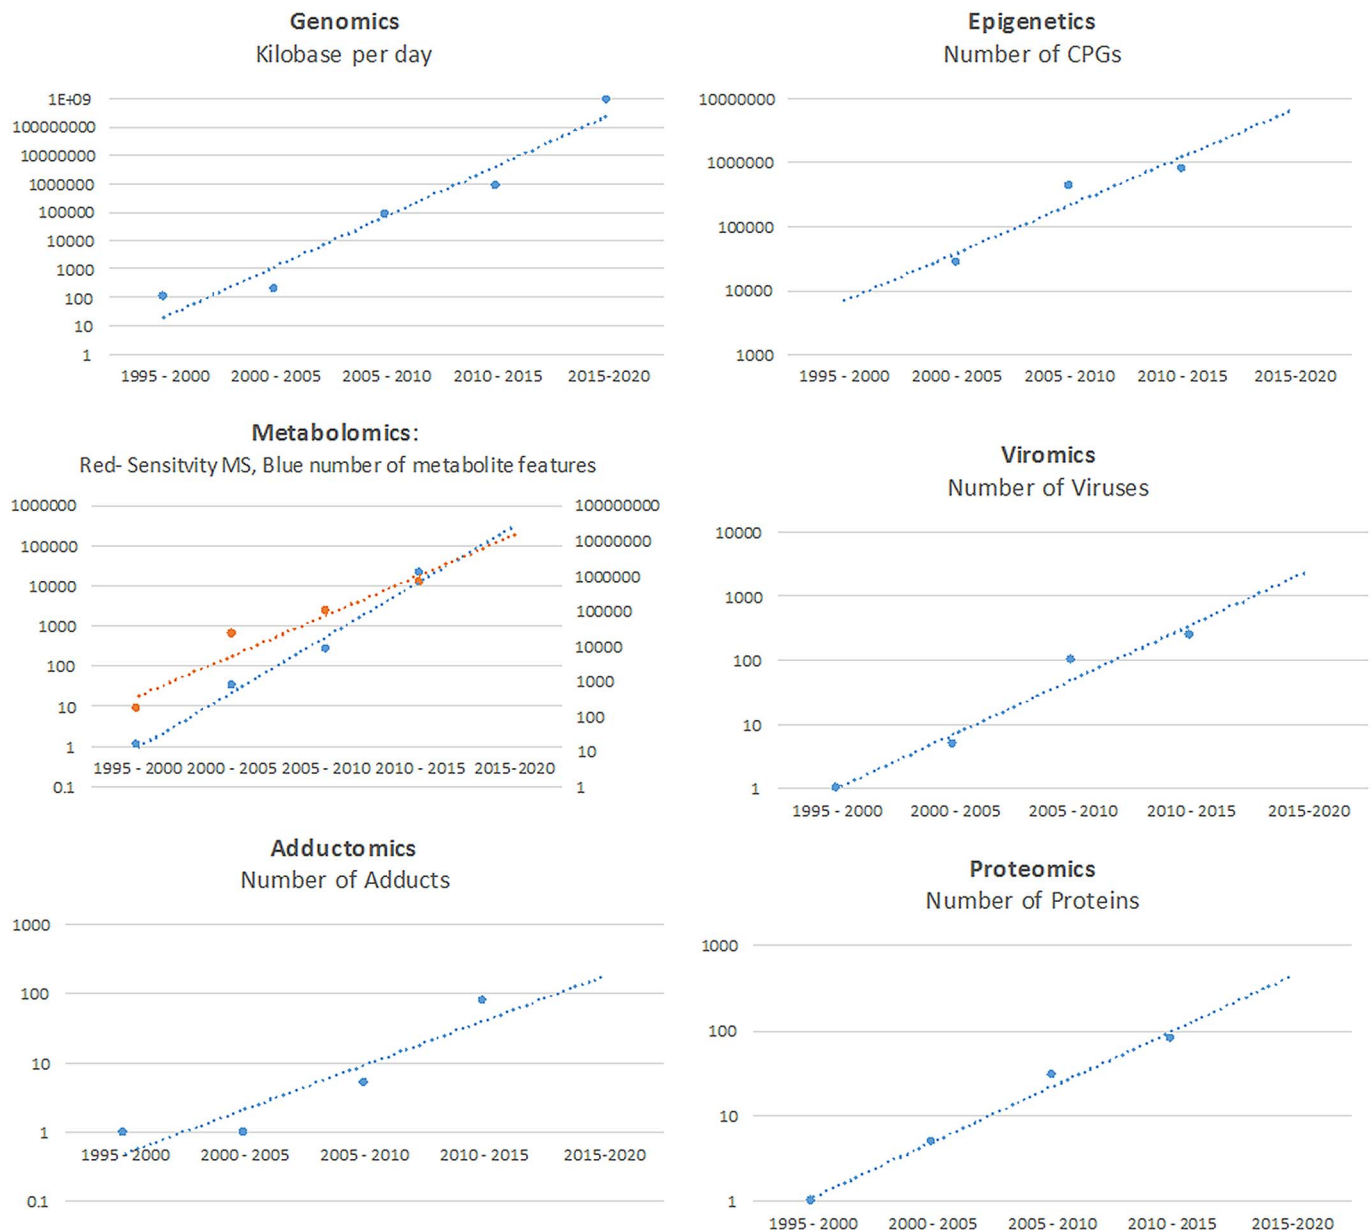 Genomics
Kilobase per day
1E+09
100000000
10000000
1000000
100000
10000
1000
100
10
1
1995 - 2000 2000 - 2005 2005 - 2010 2010 - 2015 2015-2020
Epigenetics
Number of CPGs
10000000
1000000
100000
10000
1000
1995 - 2000 2000 - 2005 2005 - 2010 2010 - 2015 2015-2020
Metabolomics:
Red- Sensitvity MS, Blue number of metabolite features
1000000 100000000
100000 10000000
10000 1000000
1000 100000
100 10000
10 1000
1 100
0.1 10
1
1995 - 2000 2000 - 2005 2005 - 2010 2010 - 2015 2015-2020
Viromics
Number of Viruses
10000
1000
100
10
1
1995 - 2000 2000 - 2005 2005 - 2010 2010 - 2015 2015-2020
Adductomics
Number of Adducts
1000
100
10
1
1995 - 2000 2000 - 2005 2005 - 2010 2010 - 2015 2015-2020
0.1
Proteomics
Number of Proteins
1000
100
10
1
1995 - 2000 2000 - 2005 2005 - 2010 2010 - 2015 2015-2020